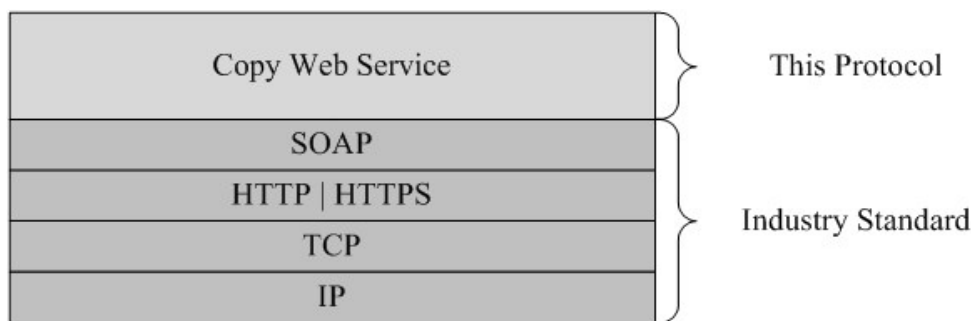 Copy Web Service
This Protocol
SOAP
HTTP | HTTPS
TCP
IP
Industry Standard